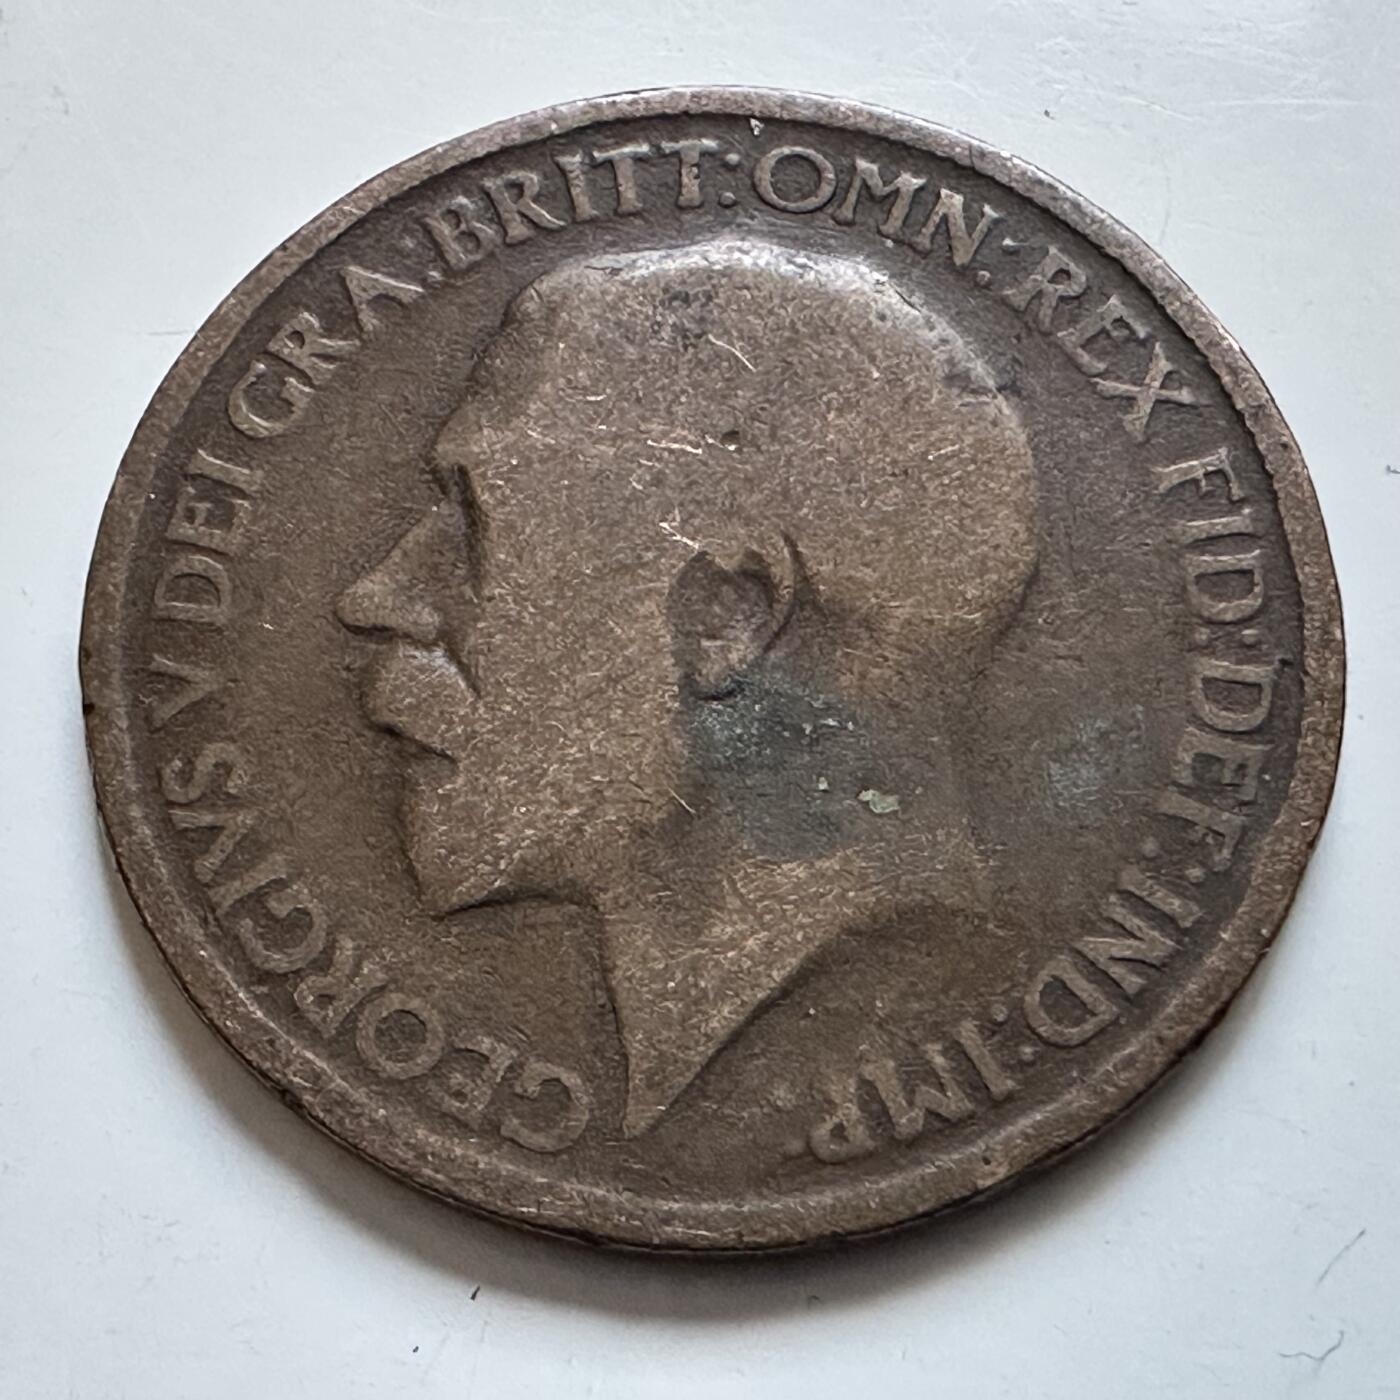 GEORGIVS V DEI GRA:BRITT:OMN:REX FID:DEF:IND:IMP: